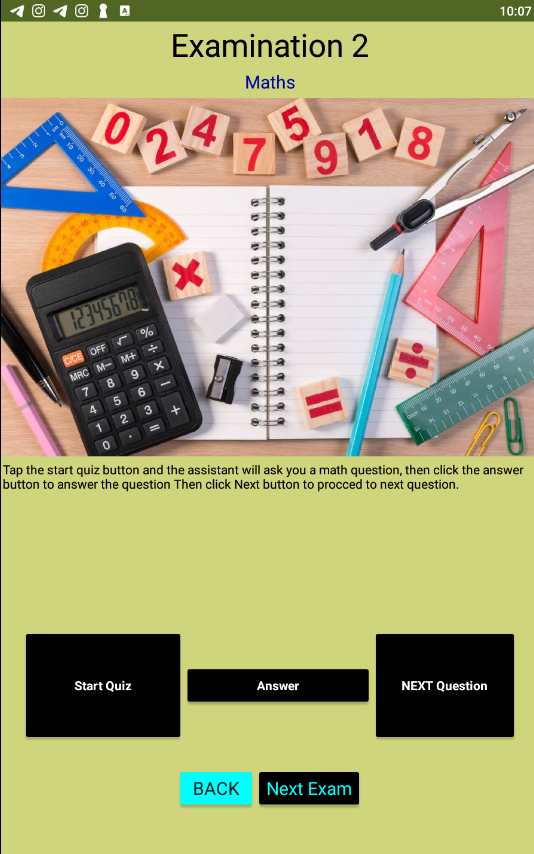 10:07
Examination 2
Maths
0 2 4 7 5 9 1 8
12345678
C/CE OFF √ %
MRC M− M+ ÷
7 8 9 ×
4 5 6 −
1 2 3 +
0 . =
Tap the start quiz button and the assistant will ask you a math question, then click the answer
button to answer the question Then click Next button to procced to next question.
Start Quiz
Answer
NEXT Question
BACK
Next Exam